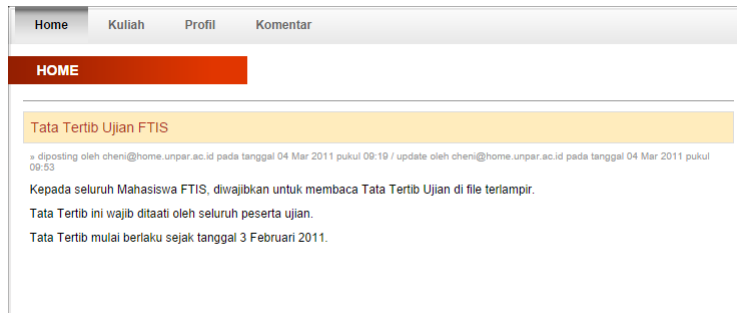 Home Kuliah Profil Komentar
HOME
Tata Tertib Ujian FTIS
» diposting oleh cheni@home.unpar.ac.id pada tanggal 04 Mar 2011 pukul 09:19 / update oleh cheni@home.unpar.ac.id pada tanggal 04 Mar 2011 pukul
09:53
Kepada seluruh Mahasiswa FTIS, diwajibkan untuk membaca Tata Tertib Ujian di file terlampir.
Tata Tertib ini wajib ditaati oleh seluruh peserta ujian.
Tata Tertib mulai berlaku sejak tanggal 3 Februari 2011.